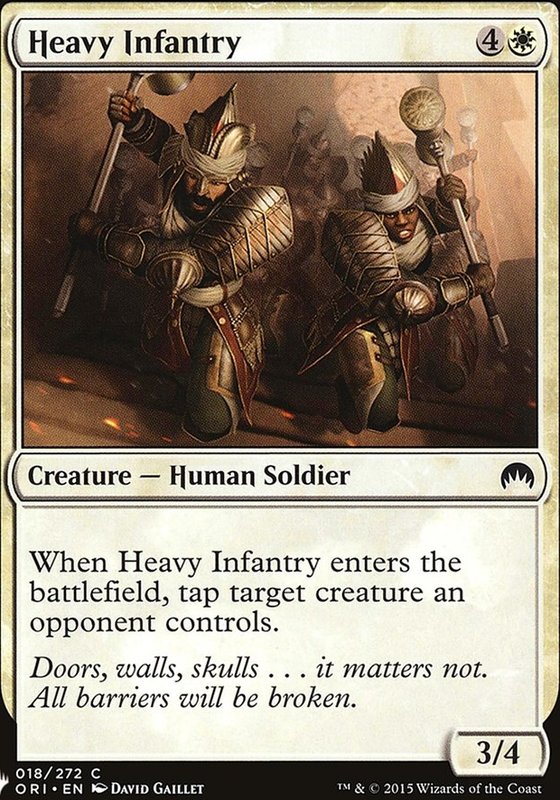 Heavy Infantry 4
Creature — Human Soldier
When Heavy Infantry enters the
battlefield, tap target creature an
opponent controls.
Doors, walls, skulls . . . it matters not.
All barriers will be broken.
3/4
018/272 C
ORI • EN DAVID GAILLET
™ & © 2015 Wizards of the Coast